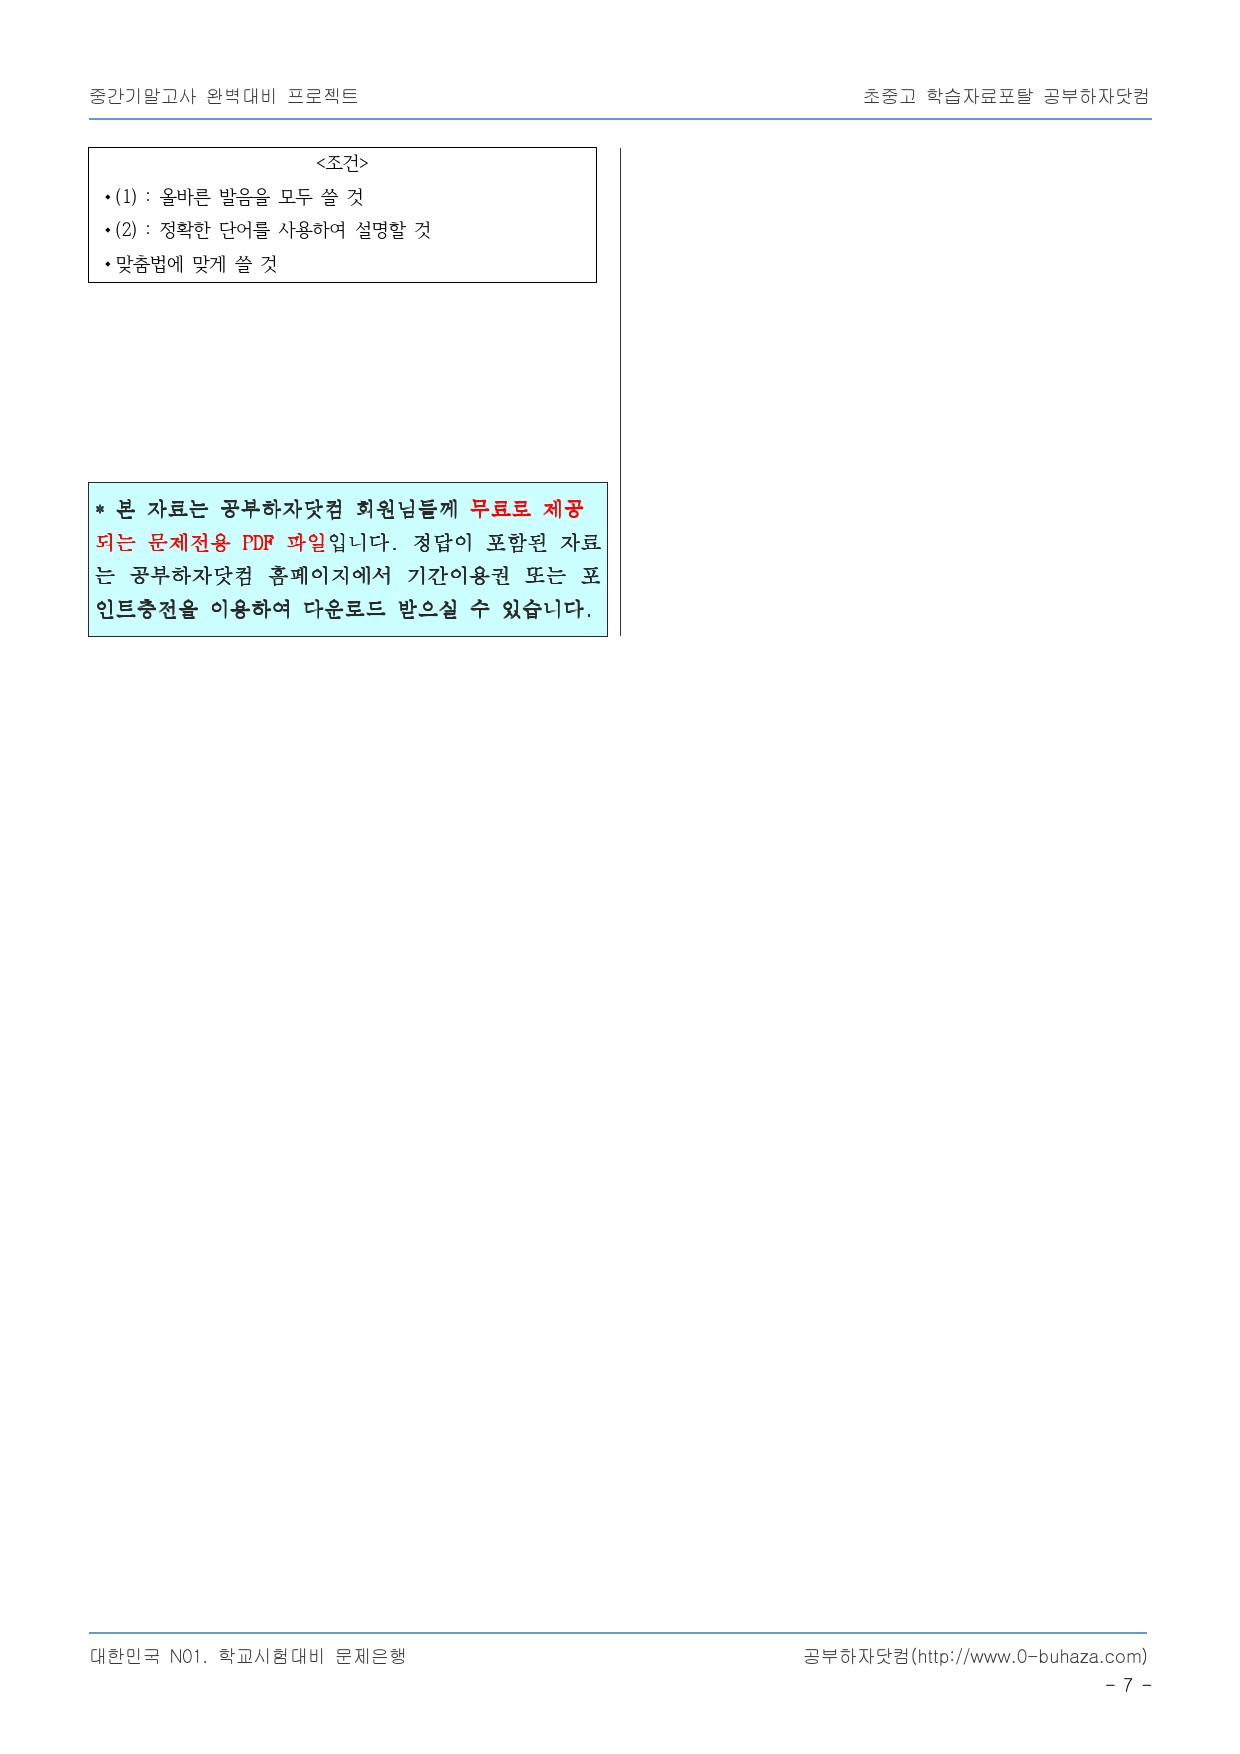 중간기말고사 완벽대비 프로젝트
초중고 학습자료포탈 공부하자닷컴
<조건>
•(1) : 올바른 발음을 모두 쓸 것
•(2) : 정확한 단어를 사용하여 설명할 것
•맞춤법에 맞게 쓸 것
* 본 자료는 공부하자닷컴 회원님들께 무료로 제공
되는 문제전용 PDF 파일입니다. 정답이 포함된 자료
는 공부하자닷컴 홈페이지에서 기간이용권 또는 포
인트충전을 이용하여 다운로드 받으실 수 있습니다.
대한민국 N01. 학교시험대비 문제은행
공부하자닷컴(http://www.0-buhaza.com)
- 7 -